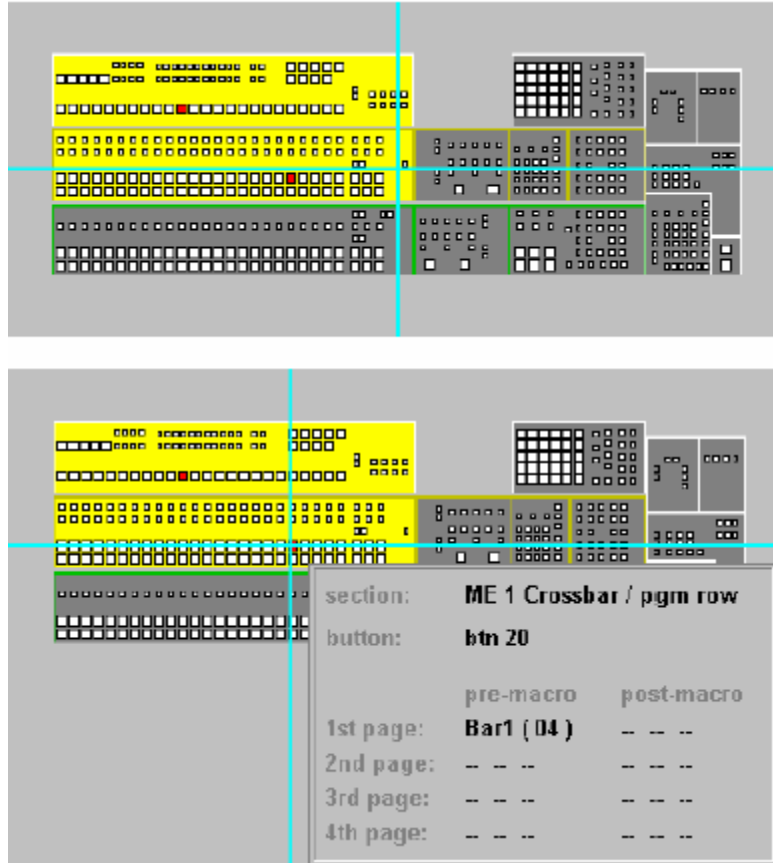 section: ME 1 Crossbar / pgm row
button: btn 20
pre-macro post-macro
1st page: Bar1 ( 04 ) -- -- --
2nd page: -- -- -- -- -- --
3rd page: -- -- -- -- -- --
4th page: -- -- -- -- -- --